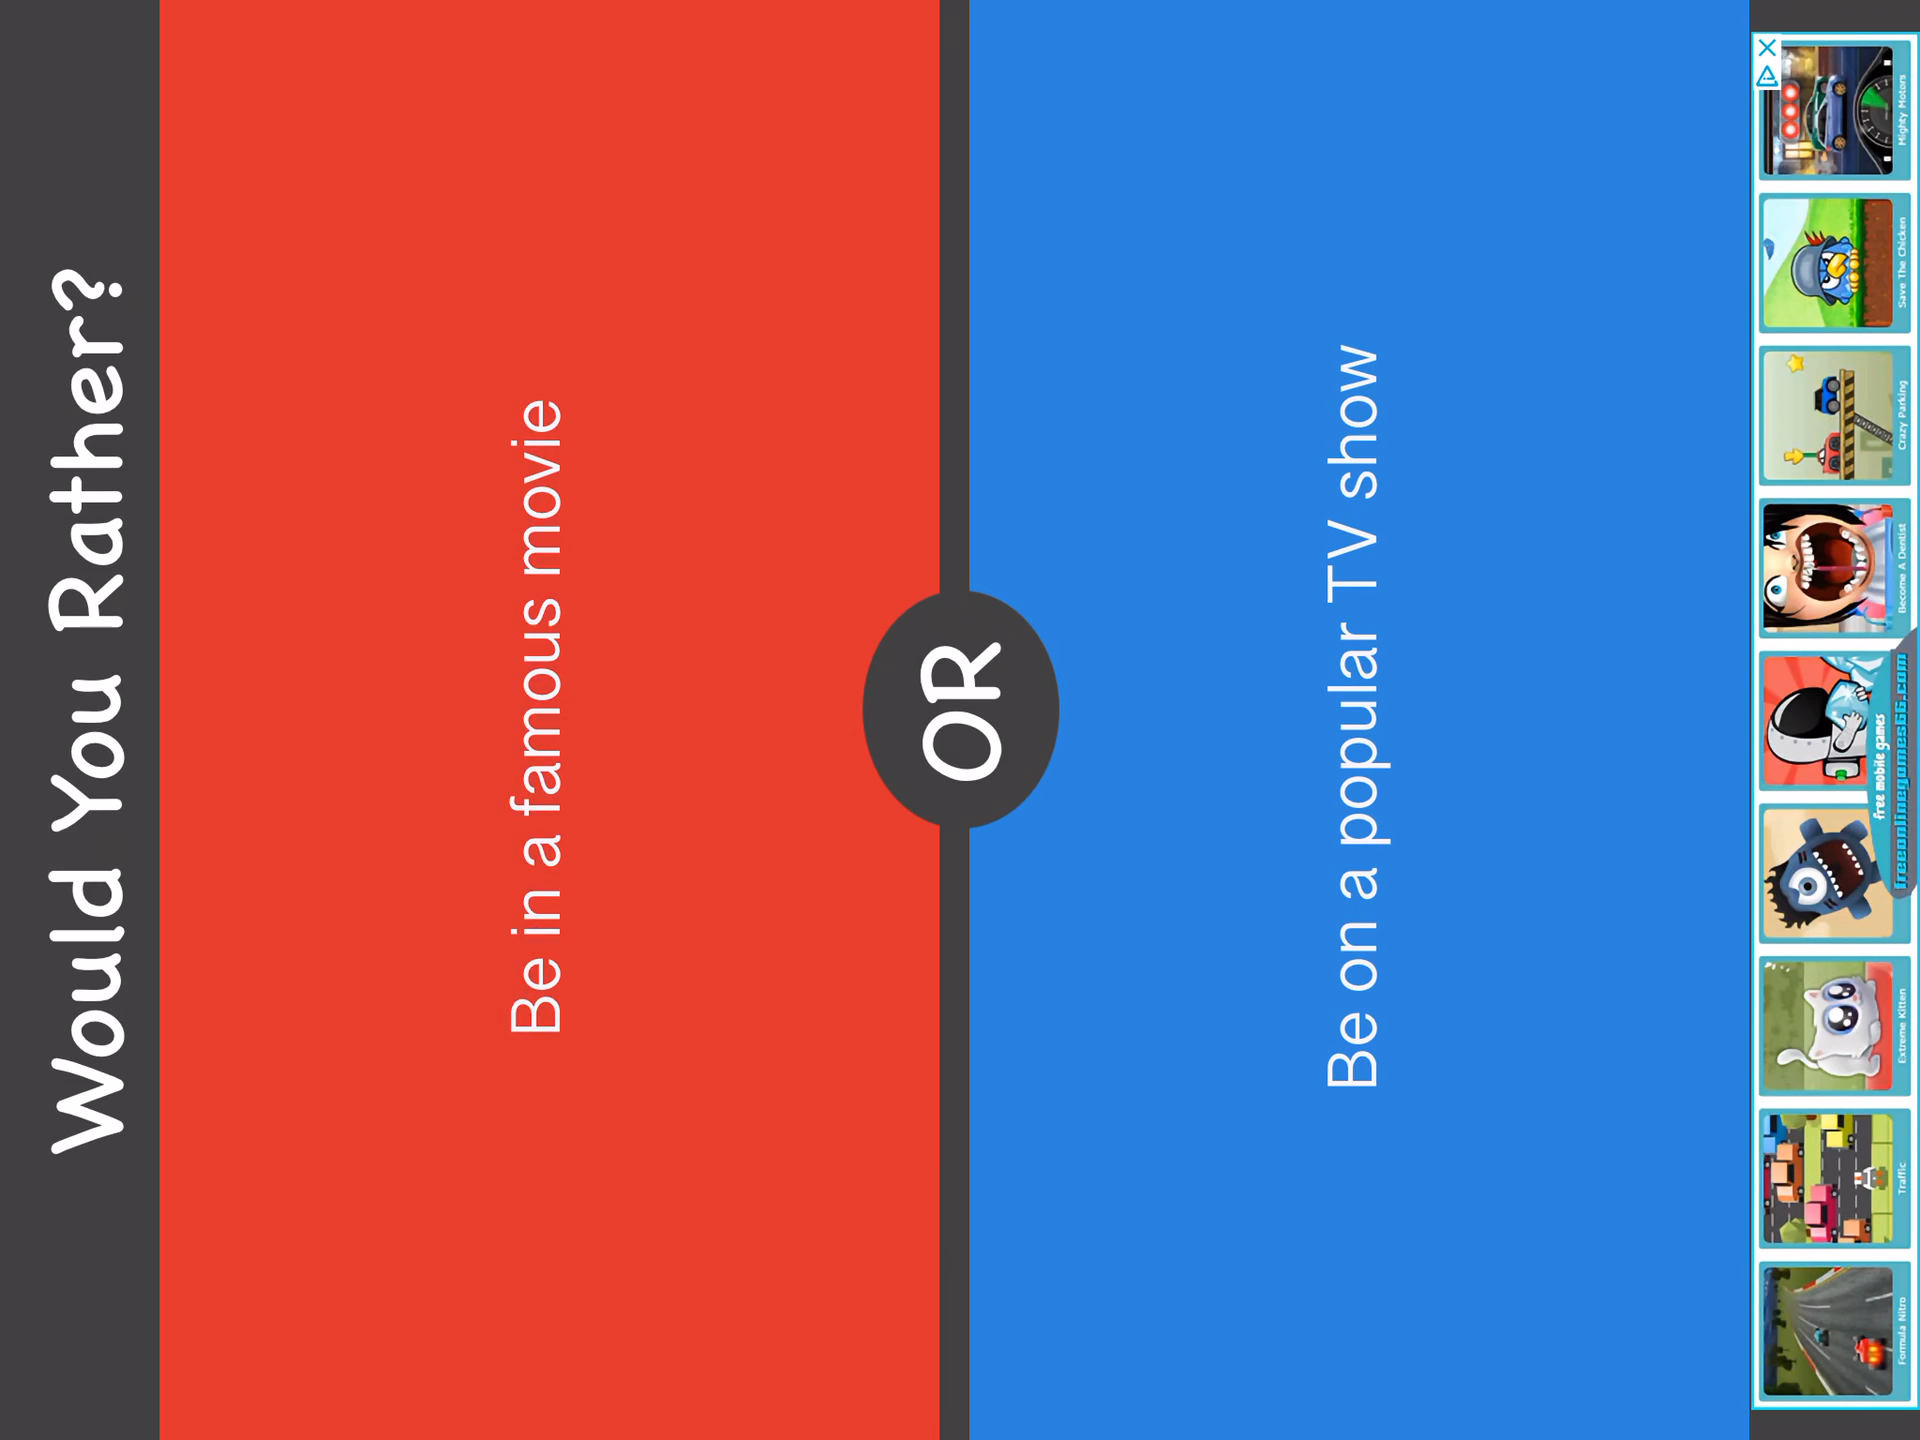 Would You Rather?
Be in a famous movie
OR
Be on a popular TV show
Formula Nitro
Traffic
Extreme Kitten
free mobile games
freeonlinegames66.com
Become A Dentist
Crazy Parking
Save The Chicken
Mighty Motors